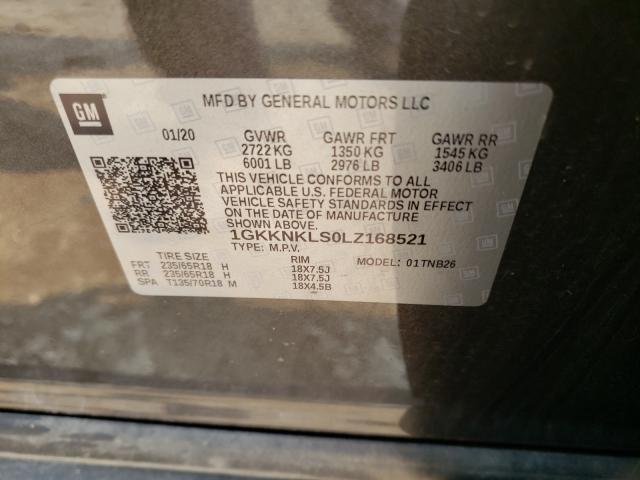 GM
MFD BY GENERAL MOTORS LLC
01/20 GVWR GAWR FRT GAWR RR
2722 KG 1350 KG 1545 KG
6001 LB 2976 LB 3406 LB
THIS VEHICLE CONFORMS TO ALL
APPLICABLE U.S. FEDERAL MOTOR
VEHICLE SAFETY STANDARDS IN EFFECT
ON THE DATE OF MANUFACTURE
SHOWN ABOVE.
1GKKNKLS0LZ168521
TYPE: M.P.V. MODEL: 01TNB26
TIRE SIZE RIM
FRT 235/65R18 H 18X7.5J
RR 235/65R18 H 18X7.5J
SPA T135/70R18 M 18X4.5B